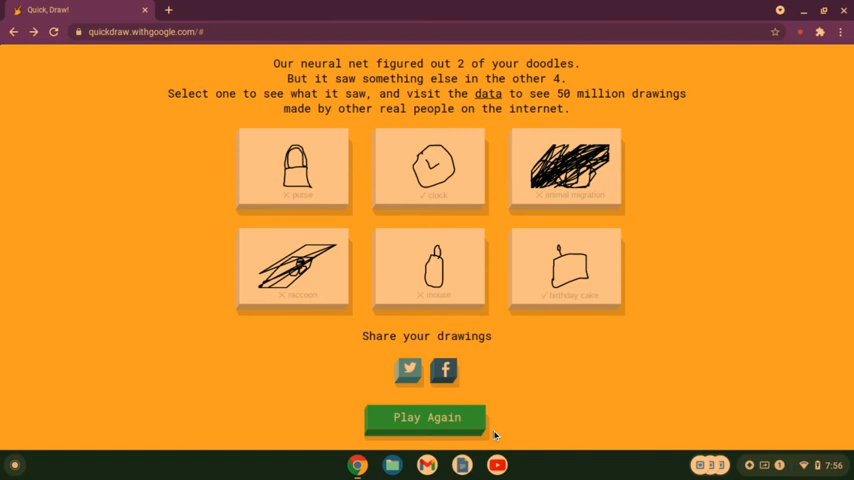 Quick, Draw!
quickdraw.withgoogle.com/#
Our neural net figured out 2 of your doodles.
But it saw something else in the other 4.
Select one to see what it saw, and visit the data to see 50 million drawings
made by other real people on the internet.
✕ purse
✓ clock
✕ animal migration
✕ raccoon
✕ mouse
✓ birthday cake
Share your drawings
Play Again
1
7:56